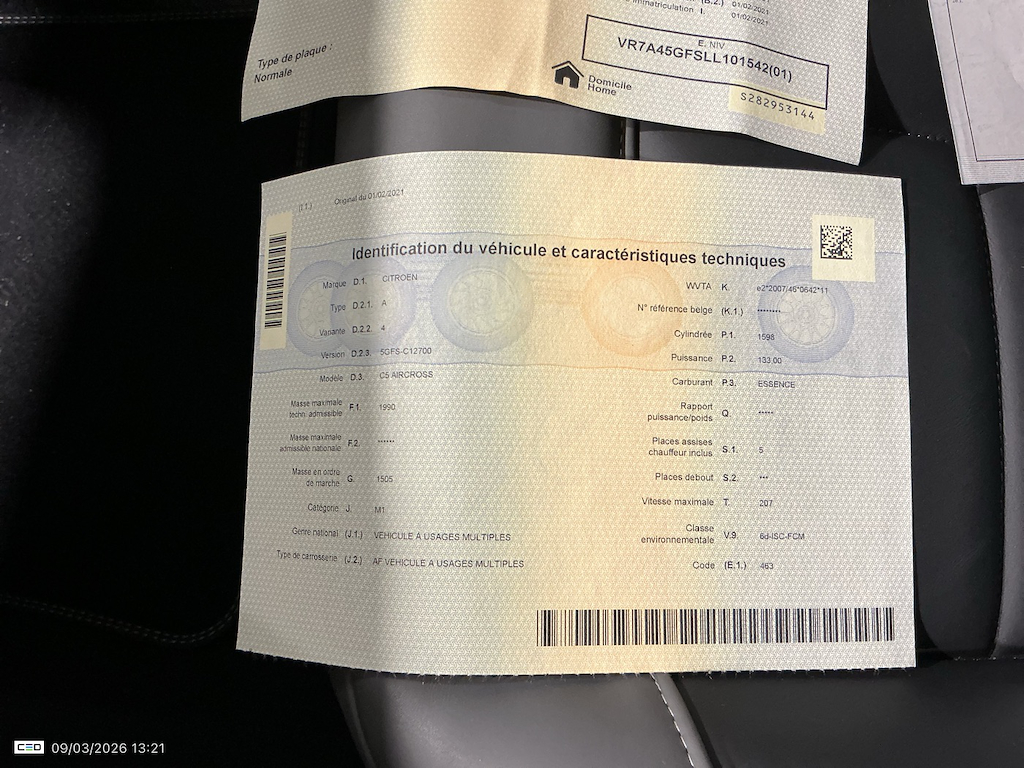 (B.2.) 01/02/2021
immatriculation I. 01/02/2021
Type de plaque :
Normale
E. NIV
VR7A45GFSLL101542(01)
Domicile
Home
S282953144
(I.1.) Original du 01/02/2021
Identification du véhicule et caractéristiques techniques
Marque D.1. CITROEN
Type D.2.1. A
Variante D.2.2. 4
Version D.2.3. 5GFS-C12700
Modèle D.3. C5 AIRCROSS
Masse maximale
techn. admissible F.1. 1990
Masse maximale
admissible nationale F.2. ******
Masse en ordre
de marche G. 1505
Catégorie J. M1
Genre national (J.1.) VEHICULE A USAGES MULTIPLES
Type de carrosserie (J.2.) AF VEHICULE A USAGES MULTIPLES
WVTA K. e2*2007/46*0642*11
N° référence belge (K.1.) ********
Cylindrée P.1. 1598
Puissance P.2. 133.00
Carburant P.3. ESSENCE
Rapport
puissance/poids Q. *****
Places assises
chauffeur inclus S.1. 5
Places debout S.2. ***
Vitesse maximale T. 207
Classe
environnementale V.9. 6d-ISC-FCM
Code (E.1.) 463
CEO 09/03/2026 13:21